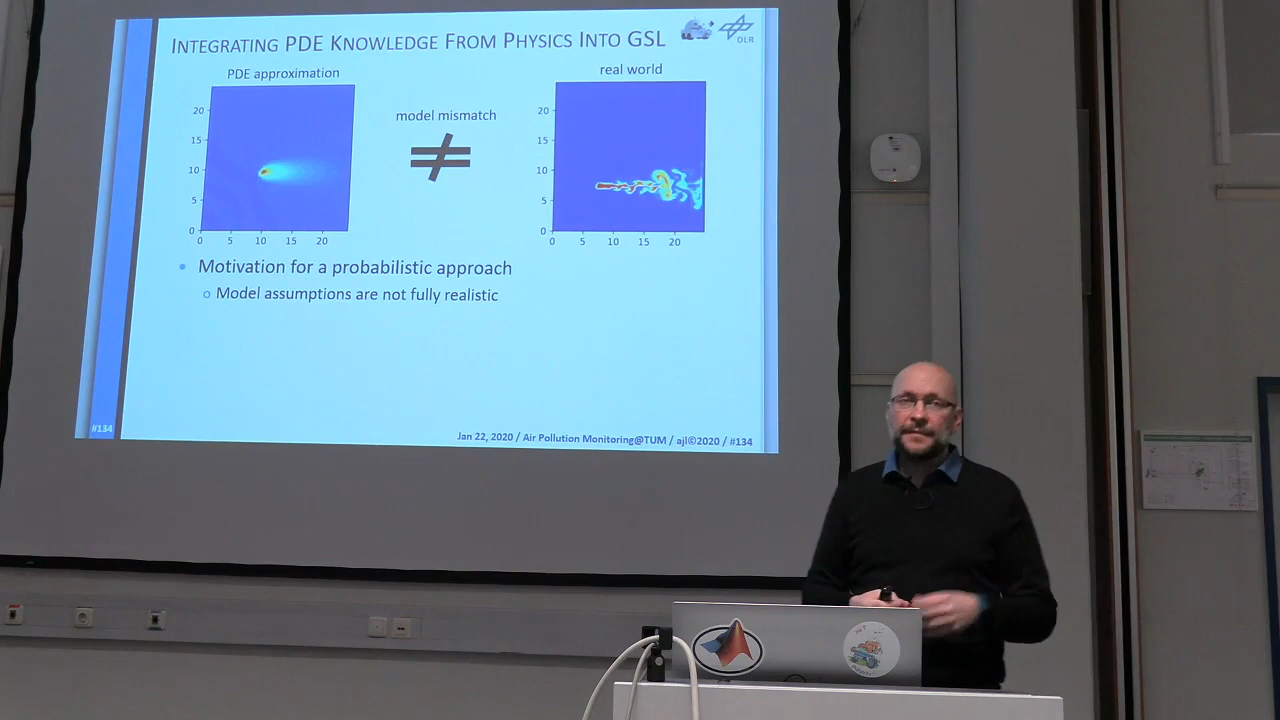 INTEGRATING PDE KNOWLEDGE FROM PHYSICS INTO GSL
DLR
PDE approximation
real world
model mismatch
≠
20
15
10
5
0
0 5 10 15 20
20
15
10
5
0
0 5 10 15 20
• Motivation for a probabilistic approach
o Model assumptions are not fully realistic
#134
Jan 22, 2020 / Air Pollution Monitoring@TUM / ajl©2020 / #134